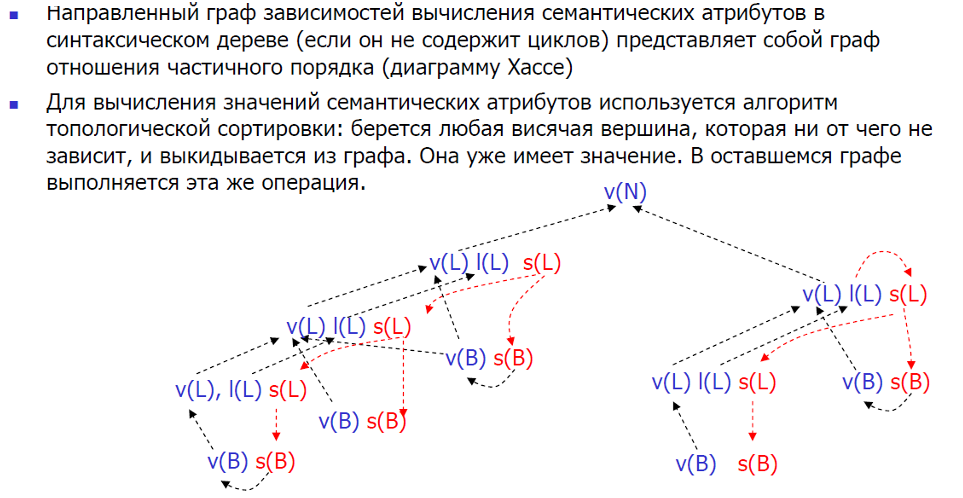 Направленный граф зависимостей вычисления семантических атрибутов в
синтаксическом дереве (если он не содержит циклов) представляет собой граф
отношения частичного порядка (диаграмму Хассе)
Для вычисления значений семантических атрибутов используется алгоритм
топологической сортировки: берется любая висячая вершина, которая ни от чего не
зависит, и выкидывается из графа. Она уже имеет значение. В оставшемся графе
выполняется эта же операция.
v(N)
v(L) l(L) s(L)
v(L) l(L) s(L)
v(L) l(L) s(L)
v(B) s(B)
v(L), l(L) s(L)
v(L) l(L) s(L)
v(B) s(B)
v(B) s(B)
v(B) s(B)
v(B) s(B)